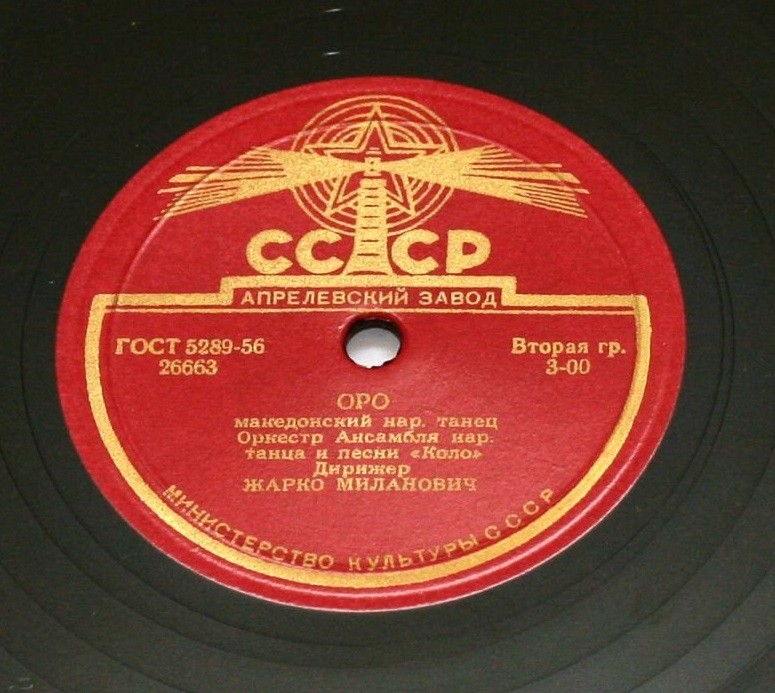 СССР
АПРЕЛЕВСКИЙ ЗАВОД
ГОСТ 5289-56
26663
Вторая гр.
3-00
ОРО
македонский нар. танец
Оркестр Ансамбля нар.
танца и песни «Коло»
Дирижер
ЖАРКО МИЛАНОВИЧ
МИНИСТЕРСТВО КУЛЬТУРЫ СССР